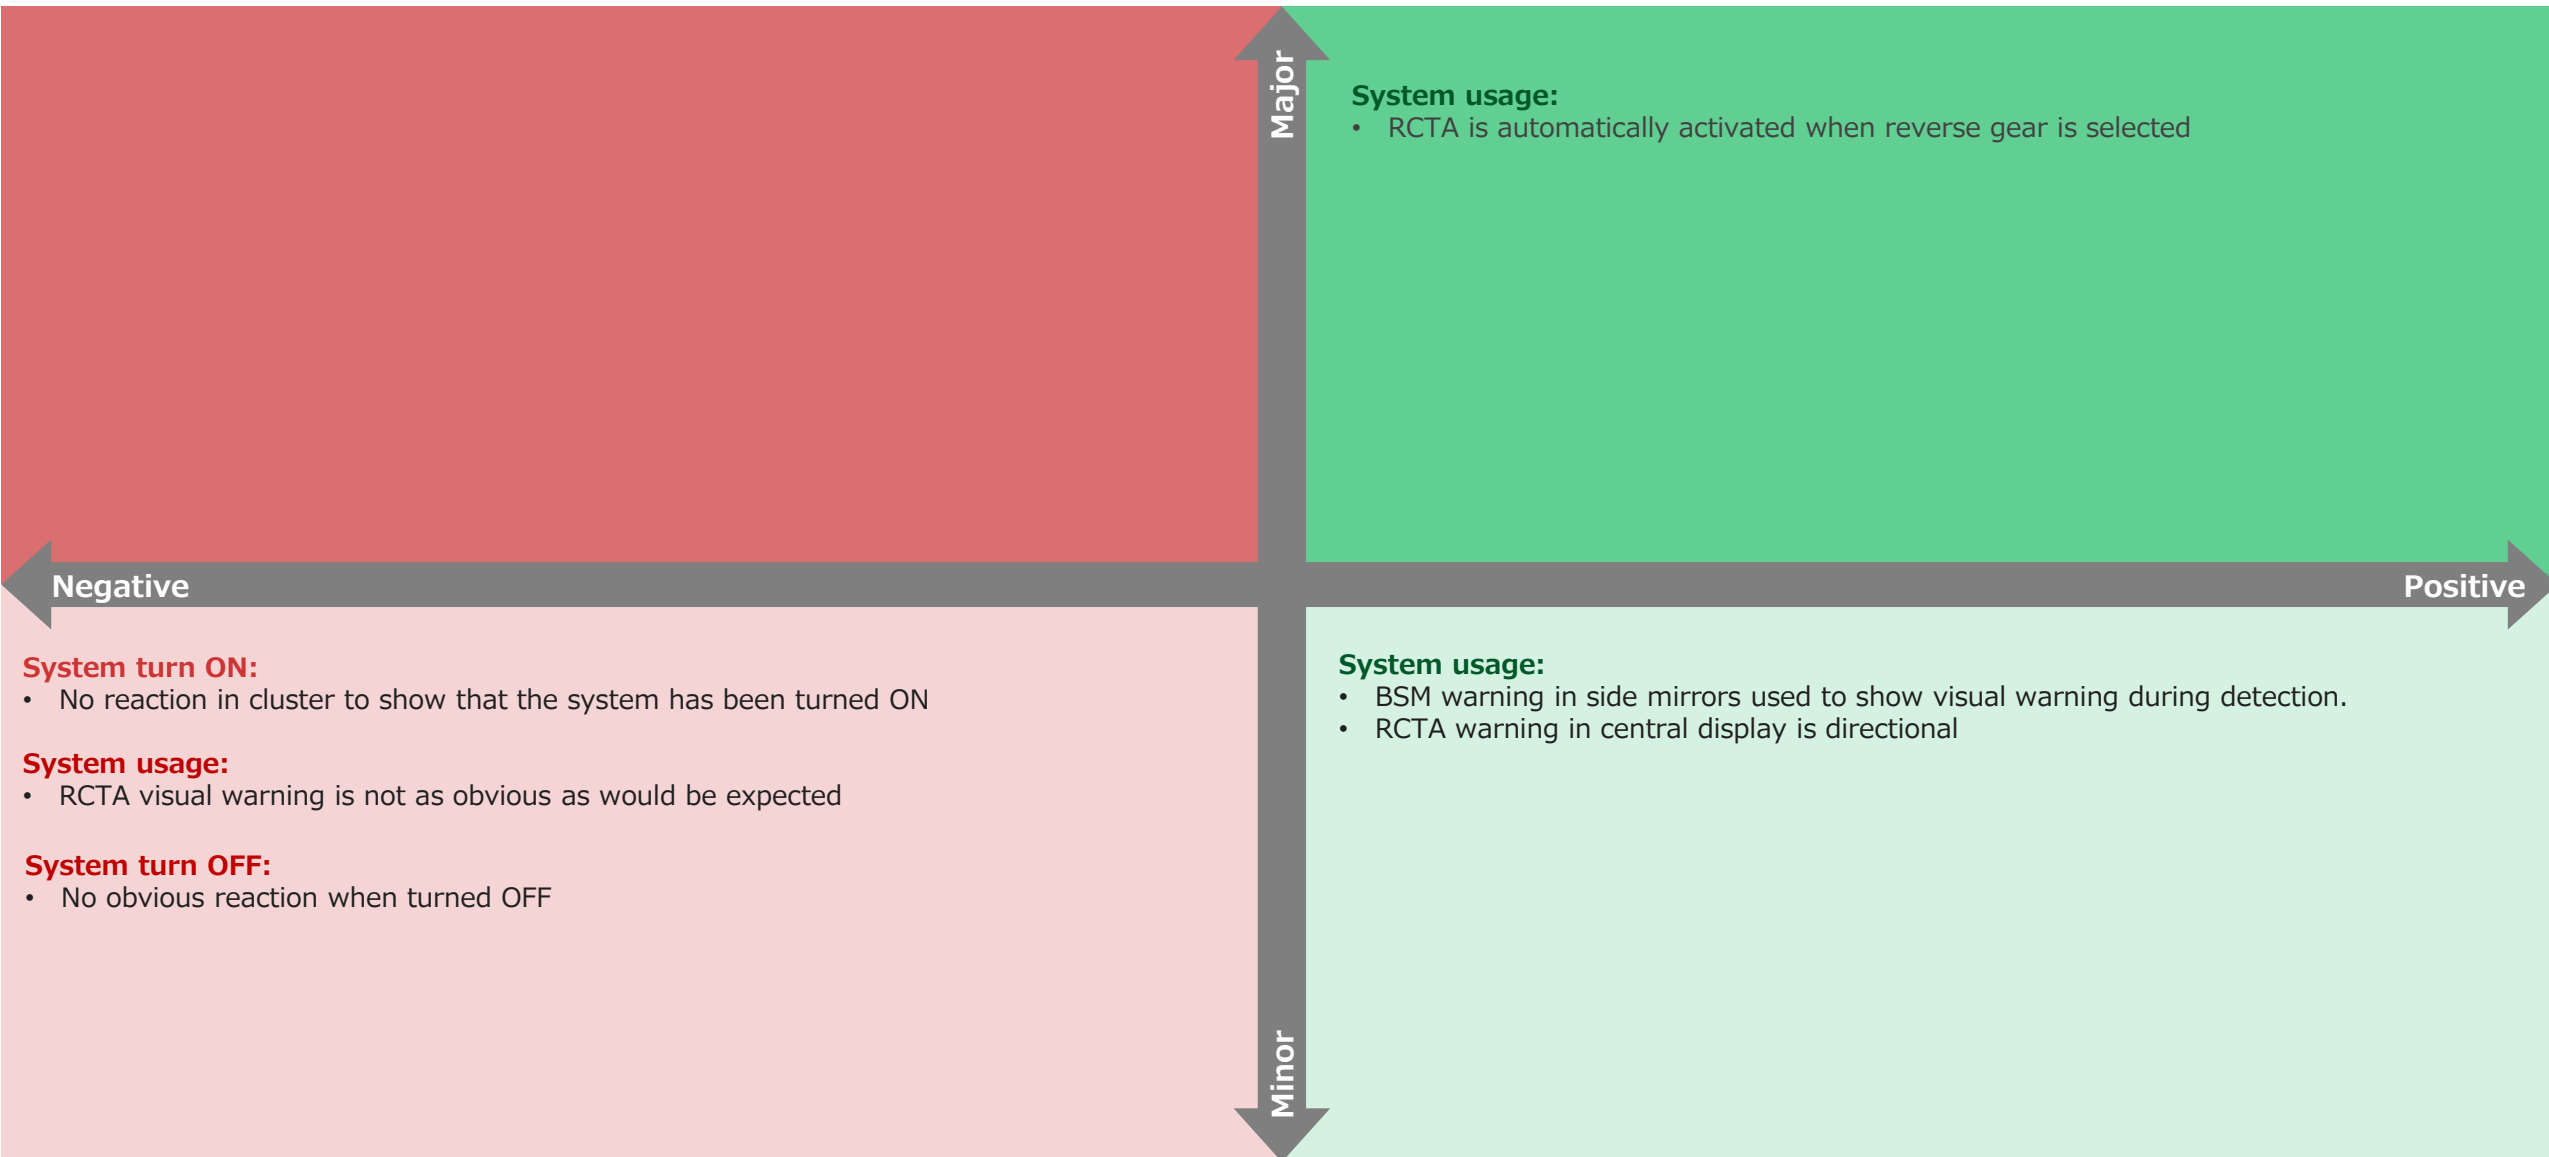 Major
System usage:
• RCTA is automatically activated when reverse gear is selected
Negative
Positive
System turn ON:
• No reaction in cluster to show that the system has been turned ON
System usage:
• RCTA visual warning is not as obvious as would be expected
System turn OFF:
• No obvious reaction when turned OFF
System usage:
• BSM warning in side mirrors used to show visual warning during detection.
• RCTA warning in central display is directional
Minor